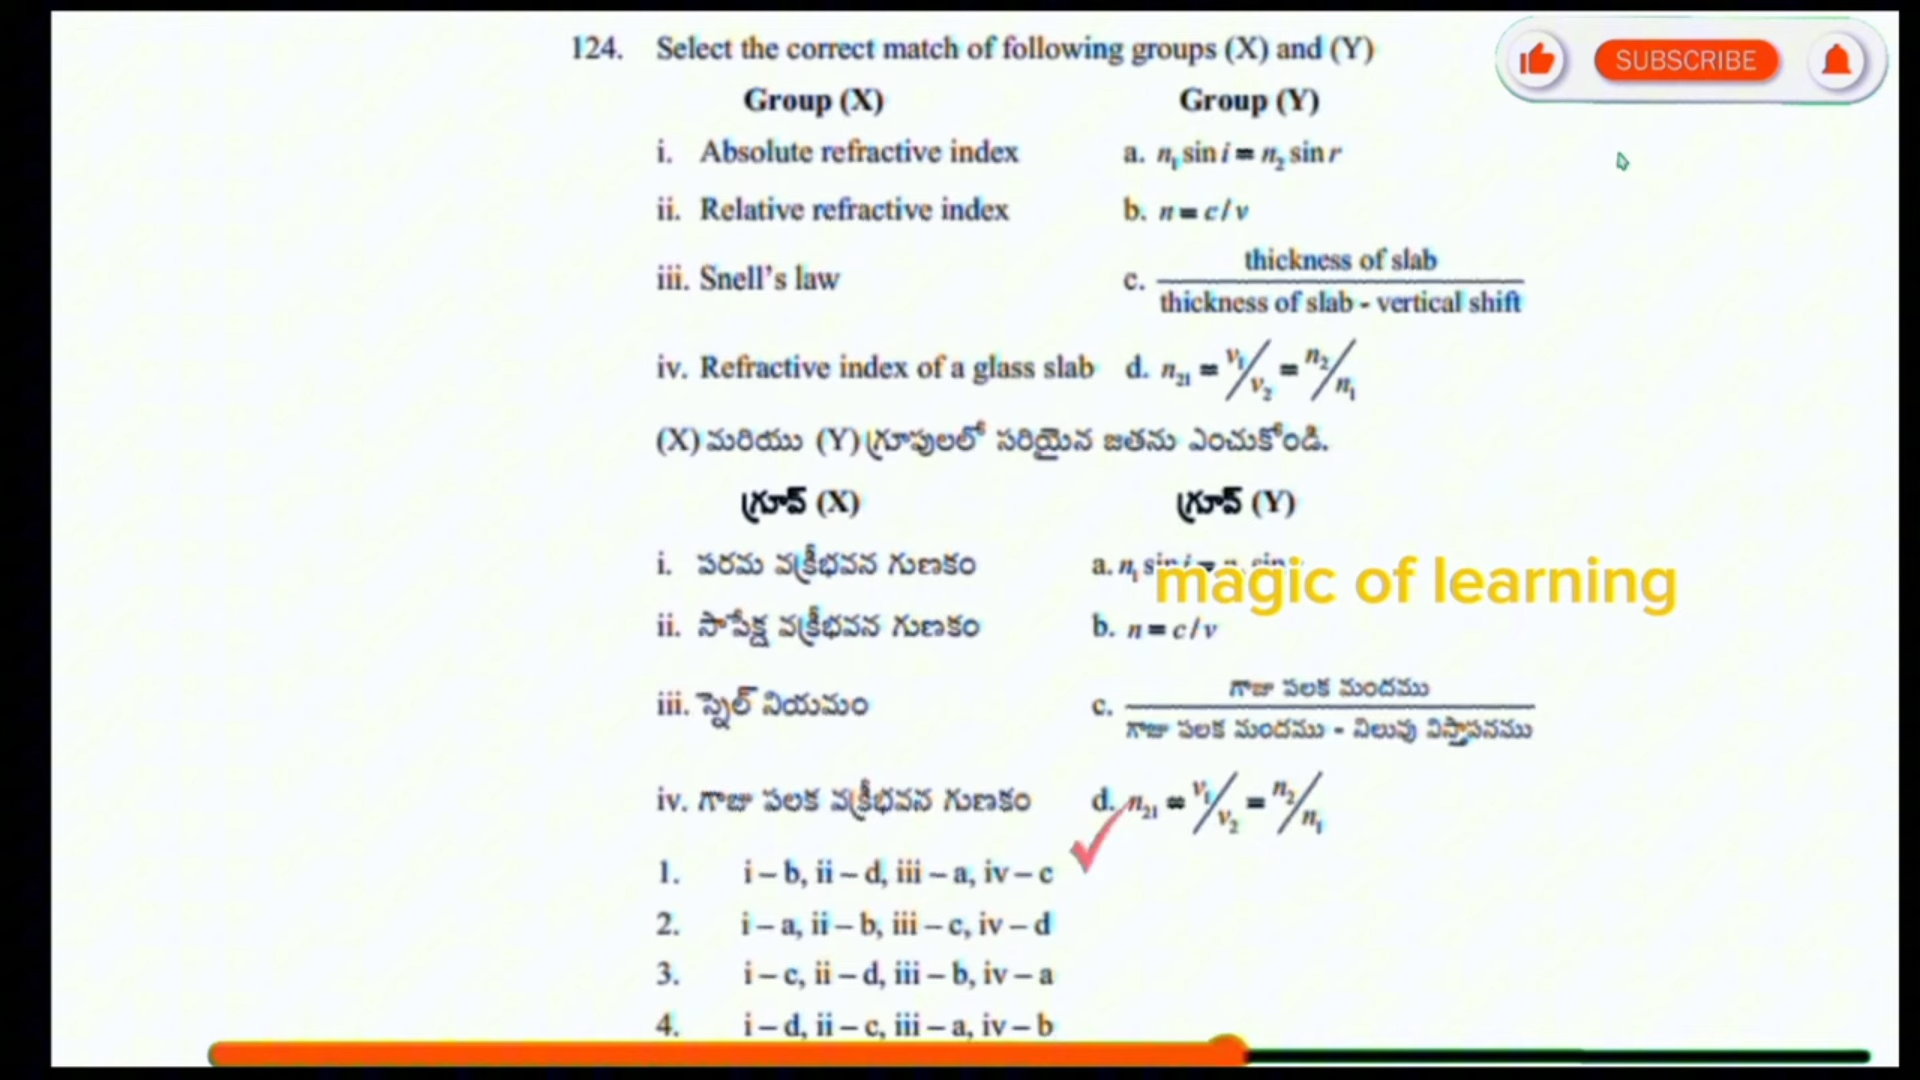 124. Select the correct match of following groups (X) and (Y)
SUBSCRIBE
Group (X) Group (Y)
i. Absolute refractive index a. n₁ sin i = n₂ sin r
ii. Relative refractive index b. n = c / v
iii. Snell's law c. thickness of slab
thickness of slab - vertical shift
iv. Refractive index of a glass slab d. n₂₁ = v₁/v₂ = n₂/n₁
(X) మరియు (Y) గ్రూపులలో సరియైన జతను ఎంచుకోండి.
గ్రూప్ (X) గ్రూప్ (Y)
i. పరమ వక్రీభవన గుణకం a. n₁ sin i = n₂ sin
magic of learning
ii. సాపేక్ష వక్రీభవన గుణకం b. n = c / v
iii. స్నెల్ నియమం c. గాజు పలక మందము
గాజు పలక మందము - నిలువు విస్తాపనము
iv. గాజు పలక వక్రీభవన గుణకం d. n₂₁ = v₁/v₂ = n₂/n₁
1. i – b, ii – d, iii – a, iv – c
2. i – a, ii – b, iii – c, iv – d
3. i – c, ii – d, iii – b, iv – a
4. i – d, ii – c, iii – a, iv – b